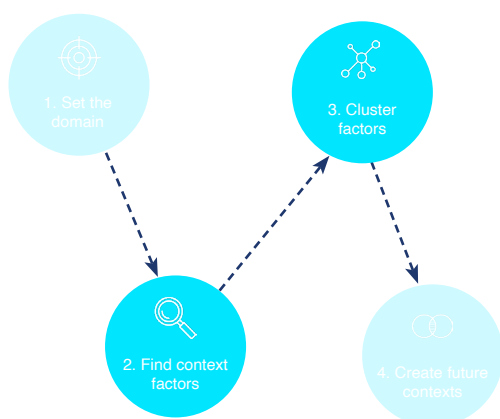 1. Set the
domain
2. Find context
factors
3. Cluster
factors
4. Create future
contexts